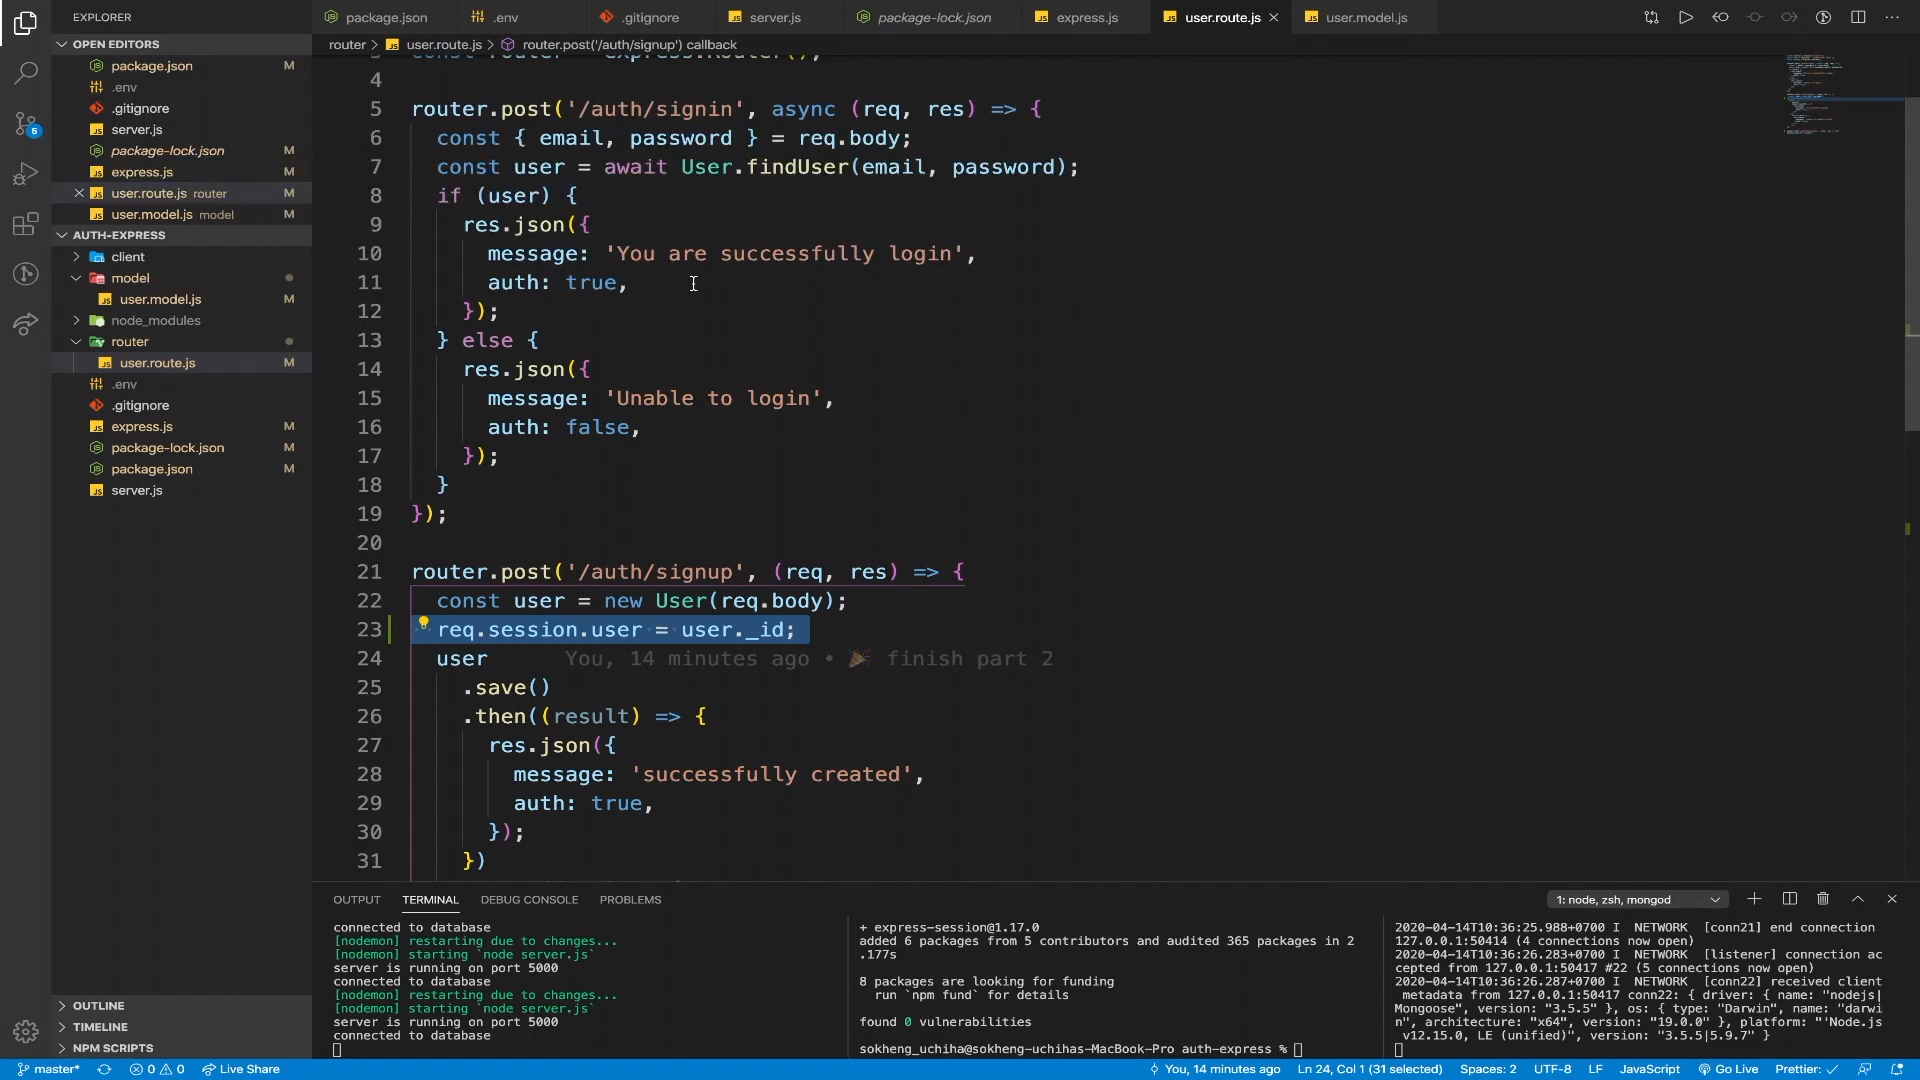 EXPLORER
OPEN EDITORS
package.json M
.env
.gitignore
server.js
package-lock.json M
express.js M
user.route.js router M
user.model.js model M
AUTH-EXPRESS
client
model
user.model.js M
node_modules
router
user.route.js M
.env
.gitignore
express.js M
package-lock.json M
package.json M
server.js
OUTLINE
TIMELINE
NPM SCRIPTS
5
package.json
.env
.gitignore
server.js
package-lock.json
express.js
user.route.js
user.model.js
router > user.route.js > router.post('/auth/signup') callback
3 const router = express.Router();
4
5 router.post('/auth/signin', async (req, res) => {
6 const { email, password } = req.body;
7 const user = await User.findUser(email, password);
8 if (user) {
9 res.json({
10 message: 'You are successfully login',
11 auth: true,
12 });
13 } else {
14 res.json({
15 message: 'Unable to login',
16 auth: false,
17 });
18 }
19 });
20
21 router.post('/auth/signup', (req, res) => {
22 const user = new User(req.body);
23 req.session.user = user._id;
24 user You, 14 minutes ago • 🎉 finish part 2
25 .save()
26 .then((result) => {
27 res.json({
28 message: 'successfully created',
29 auth: true,
30 });
31 })
OUTPUT TERMINAL DEBUG CONSOLE PROBLEMS
1: node, zsh, mongod
connected to database
[nodemon] restarting due to changes...
[nodemon] starting `node server.js`
server is running on port 5000
connected to database
[nodemon] restarting due to changes...
[nodemon] starting `node server.js`
server is running on port 5000
connected to database
+ express-session@1.17.0
added 6 packages from 5 contributors and audited 365 packages in 2
.177s
8 packages are looking for funding
run `npm fund` for details
found 0 vulnerabilities
sokheng_uchiha@sokheng-uchihas-MacBook-Pro auth-express %
2020-04-14T10:36:25.988+0700 I NETWORK [conn21] end connection
127.0.0.1:50414 (4 connections now open)
2020-04-14T10:36:26.283+0700 I NETWORK [listener] connection ac
cepted from 127.0.0.1:50417 #22 (5 connections now open)
2020-04-14T10:36:26.287+0700 I NETWORK [conn22] received client
metadata from 127.0.0.1:50417 conn22: { driver: { name: "nodejs|
Mongoose", version: "3.5.5" }, os: { type: "Darwin", name: "darwi
n", architecture: "x64", version: "19.0.0" }, platform: "'Node.js
v12.15.0, LE (unified)", version: "3.5.5|5.9.7" }
master* 0 0 Live Share You, 14 minutes ago Ln 24, Col 1 (31 selected) Spaces: 2 UTF-8 LF JavaScript Go Live Prettier: ✓